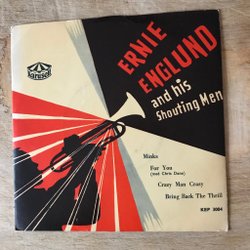 Karusell
ERNIE
ENGLUND
and his
Shouting Men
Minks
For You
(med Chris Dane)
Crazy Man Crazy
Bring Back The Thrill
KEP 3004